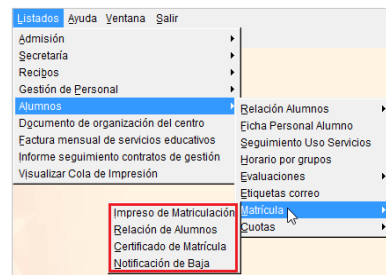 Listados Ayuda Ventana Salir
Admisión
Secretaría
Recibos
Gestión de Personal
Alumnos
Documento de organización del centro
Factura mensual de servicios educativos
Informe seguimiento contratos de gestión
Visualizar Cola de Impresión
Relación Alumnos
Ficha Personal Alumno
Seguimiento Uso Servicios
Horario por grupos
Evaluaciones
Etiquetas correo
Matrícula
Cuotas
Impreso de Matriculación
Relación de Alumnos
Certificado de Matrícula
Notificación de Baja